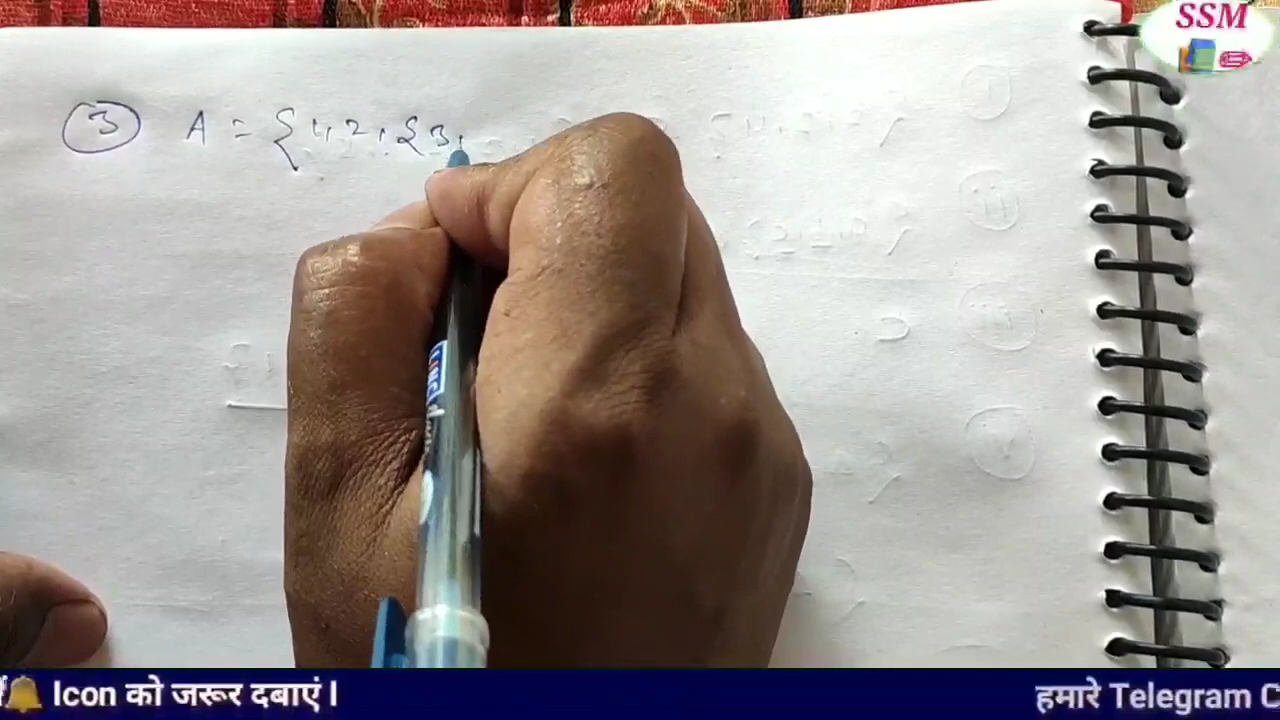 SSM
③ A = { 1, 2, { 3,
🔔 Icon को जरूर दबाएं l
हमारे Telegram C